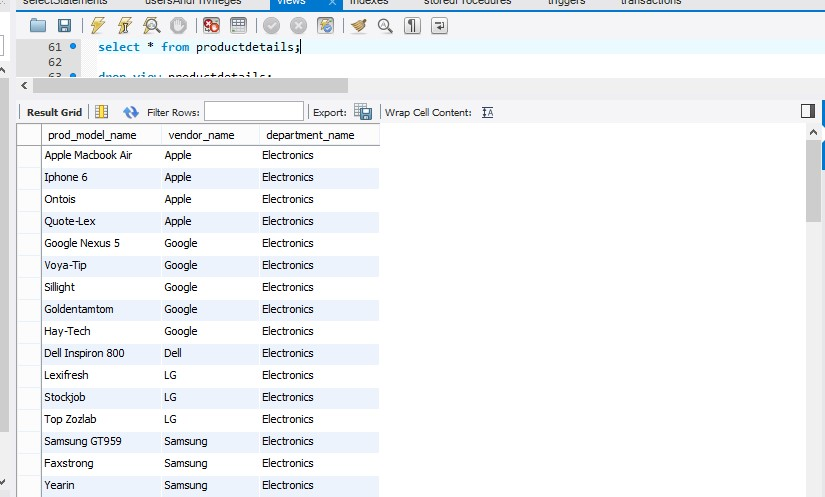 selectStatements usersAndPrivileges views x indexes storedProcedures triggers transactions
61 select * from productdetails;
62
63 drop view productdetails;
Result Grid Filter Rows: Export: Wrap Cell Content:
prod_model_name vendor_name department_name
Apple Macbook Air Apple Electronics
Iphone 6 Apple Electronics
Ontois Apple Electronics
Quote-Lex Apple Electronics
Google Nexus 5 Google Electronics
Voya-Tip Google Electronics
Sillight Google Electronics
Goldentamtom Google Electronics
Hay-Tech Google Electronics
Dell Inspiron 800 Dell Electronics
Lexifresh LG Electronics
Stockjob LG Electronics
Top Zozlab LG Electronics
Samsung GT959 Samsung Electronics
Faxstrong Samsung Electronics
Yearin Samsung Electronics